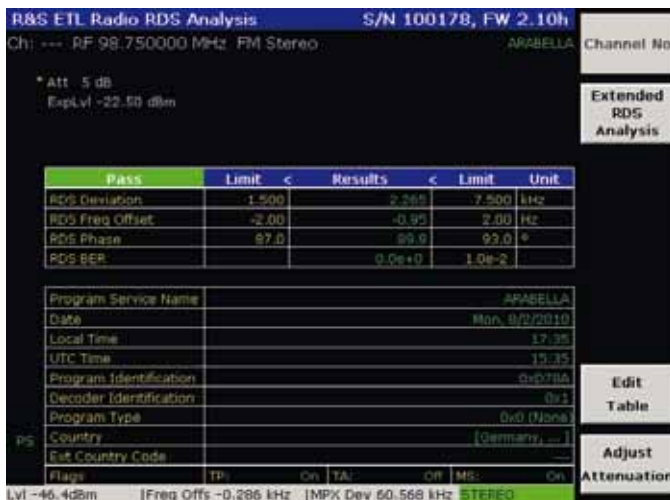 R&S ETL Radio RDS Analysis S/N 100178, FW 2.10h
Ch: --- RF 98.750000 MHz FM Stereo ARABELLA
Channel No
* Att 5 dB
ExpLvl -22.50 dBm
Extended
RDS
Analysis
Pass Limit < Results < Limit Unit
RDS Deviation 1.500 2.265 7.500 kHz
RDS Freq Offset -2.00 -0.95 2.00 Hz
RDS Phase 87.0 89.9 93.0 °
RDS BER 0.0e+0 1.0e-2
Program Service Name ARABELLA
Date Mon, 8/2/2010
Local Time 17:35
UTC Time 15:35
Program Identification 0xD78A
Decoder Identification 0x1
Program Type 0x0 (None)
PS Country [Germany, ... ]
Ext Country Code ---
Flags TP: On TA: Off MS: On
Edit
Table
Adjust
Attenuation
Lvl -46.4dBm |Freq Offs -0.286 kHz |MPX Dev 60.568 kHz STEREO